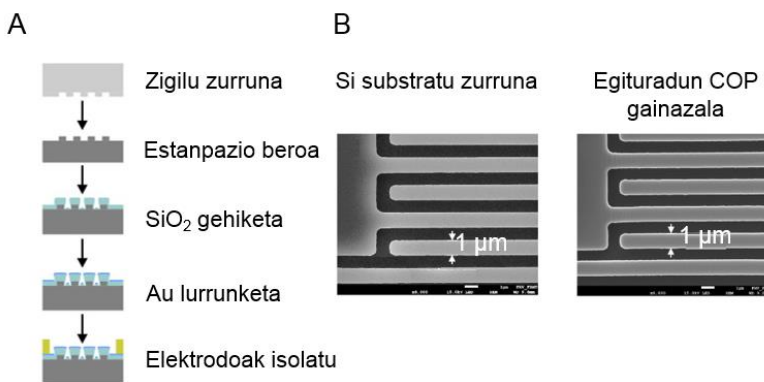 A
Zigilu zurruna
Estanpazio beroa
SiO₂ gehiketa
Au lurrunketa
Elektrodoak isolatu
B
Si substratu zurruna
Egituradun COP
gainazala
1 μm
1 μm